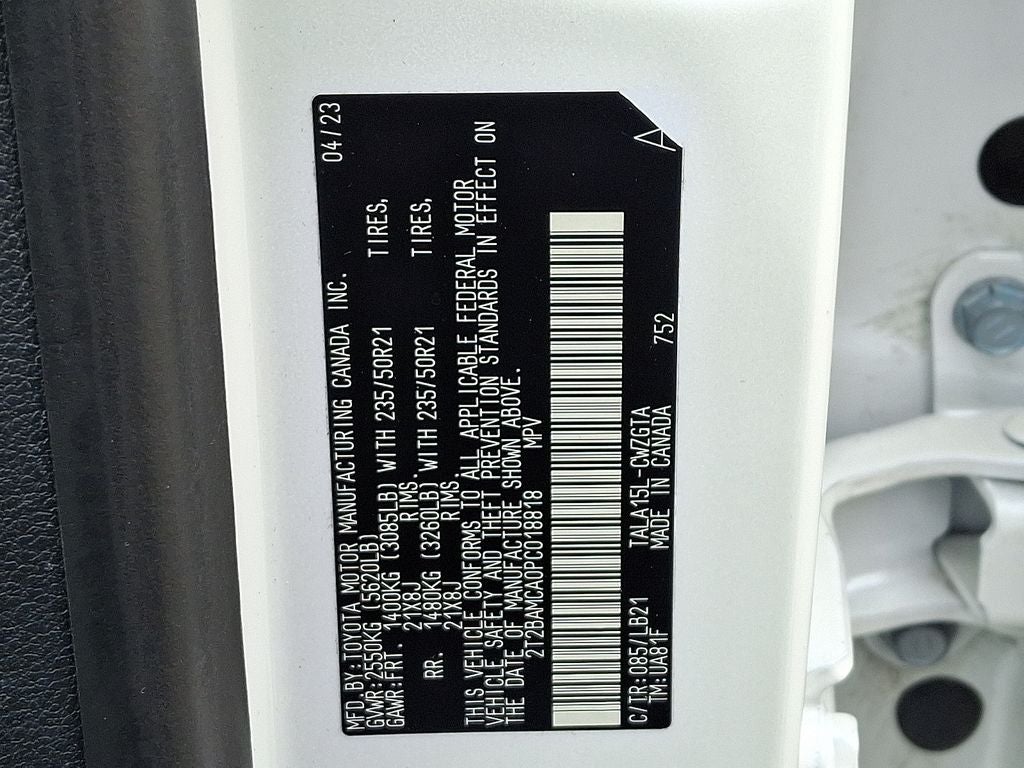 MFD.BY:TOYOTA MOTOR MANUFACTURING CANADA INC. 04/23
GVWR:2550KG (5620LB)
GAWR:FRT. 1400KG (3085LB) WITH 235/50R21 TIRES,
21X8J RIMS.
RR. 1480KG (3260LB) WITH 235/50R21 TIRES,
21X8J RIMS.
THIS VEHICLE CONFORMS TO ALL APPLICABLE FEDERAL MOTOR
VEHICLE SAFETY AND THEFT PREVENTION STANDARDS IN EFFECT ON
THE DATE OF MANUFACTURE SHOWN ABOVE.
2T2BAMCA0PC018818 MPV
C/TR:085/LB21 TALA15L-CWZGTA 752
TM:UA81F MADE IN CANADA
A